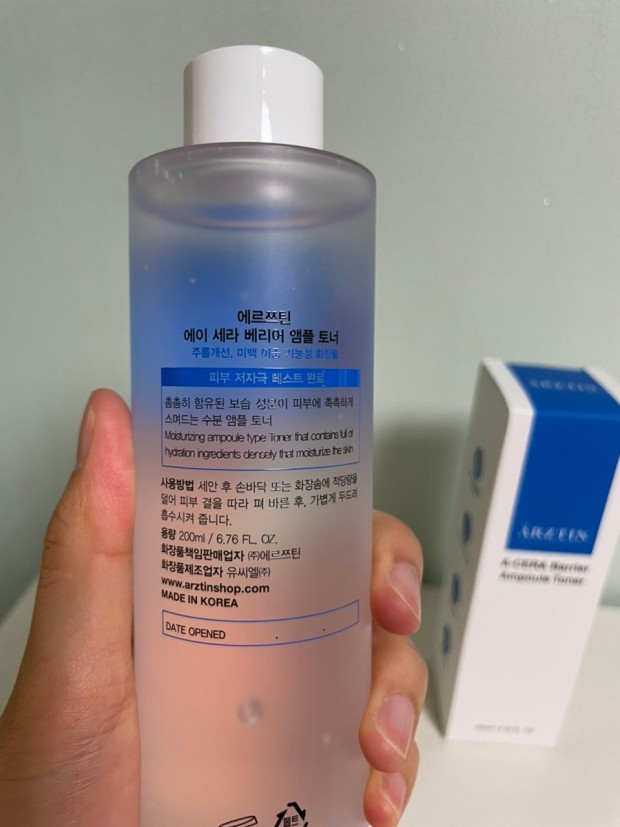 에르쯔틴
에이 세라 베리어 앰플 토너
주름개선, 미백 이중 기능성 화장품
피부 저자극 테스트 완료
촘촘히 함유된 보습 성분이 피부에 촉촉하게
스며드는 수분 앰플 토너
Moisturizing ampoule type Toner that contains full of
hydration ingredients densely that moisturize the skin
사용방법 세안 후 손바닥 또는 화장솜에 적당량을
덜어 피부 결을 따라 펴 바른 후, 가볍게 두드려
흡수시켜 줍니다.
용량 200ml / 6.76 FL. OZ.
화장품책임판매업자 ㈜에르쯔틴
화장품제조업자 유씨엘㈜
www.arztinshop.com
MADE IN KOREA
DATE OPENED . .
펠트
ARZTIN
ARZTIN
A-CERA Barrier
Ampoule Toner